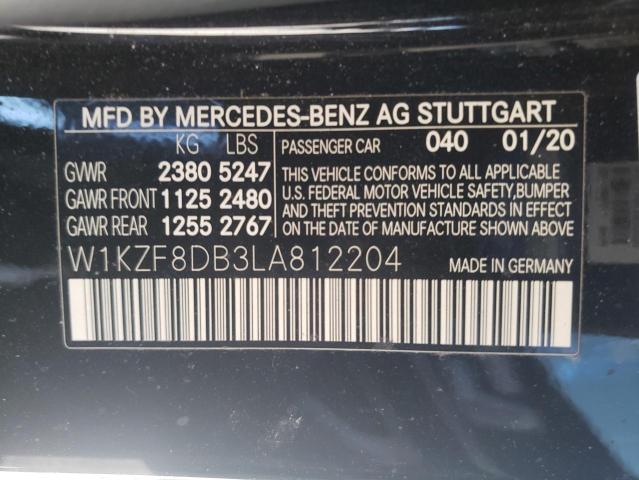 MFD BY MERCEDES-BENZ AG STUTTGART
KG LBS PASSENGER CAR 040 01/20
GVWR 2380 5247
GAWR FRONT 1125 2480
GAWR REAR 1255 2767
THIS VEHICLE CONFORMS TO ALL APPLICABLE
U.S. FEDERAL MOTOR VEHICLE SAFETY, BUMPER
AND THEFT PREVENTION STANDARDS IN EFFECT
ON THE DATE OF MANUFACTURE SHOWN ABOVE
W1KZF8DB3LA812204 MADE IN GERMANY